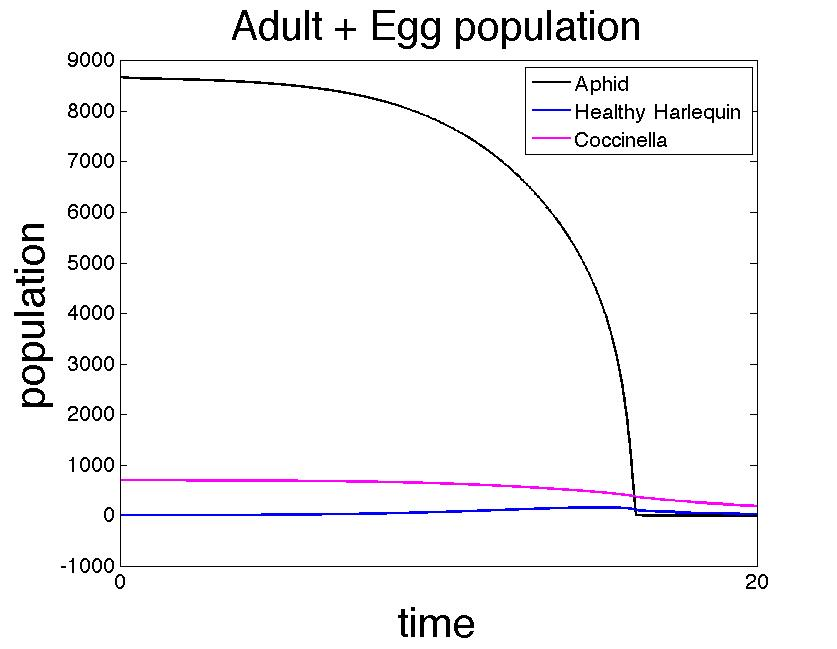 Adult + Egg population
9000
8000
7000
6000
5000
4000
3000
2000
1000
0
-1000
population
Aphid
Healthy Harlequin
Coccinella
0
20
time